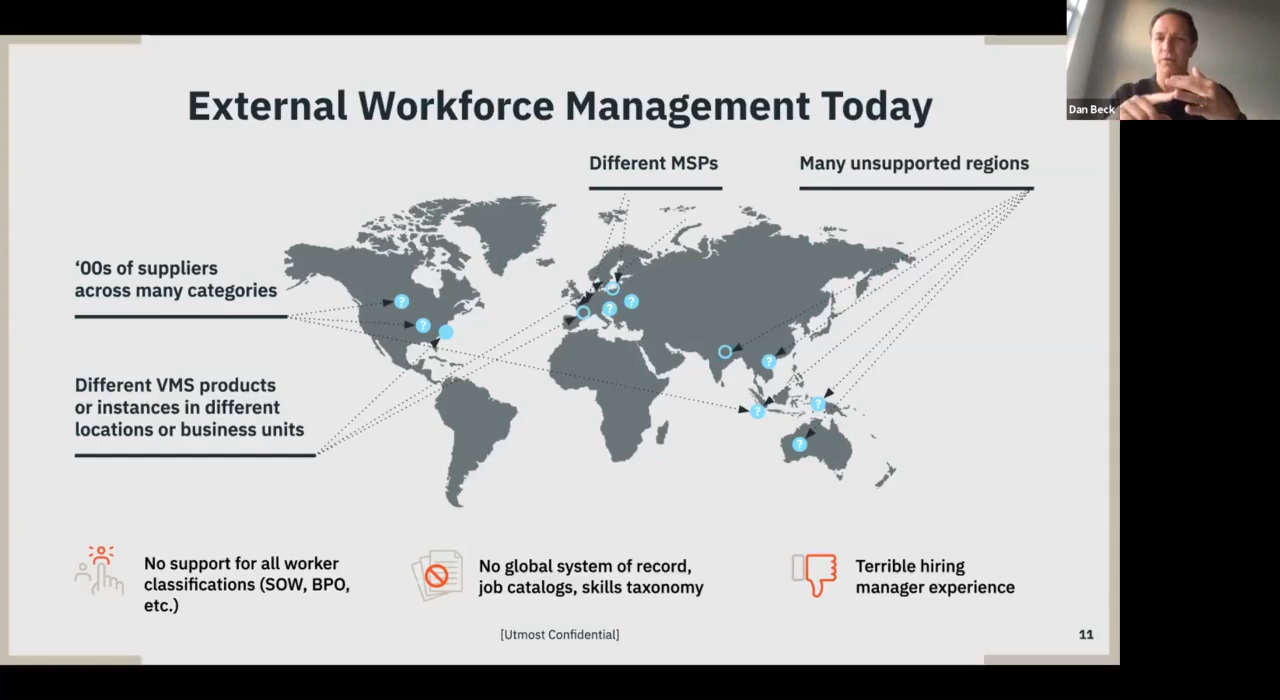 External Workforce Management Today
Dan Beck
Different MSPs
Many unsupported regions
‘00s of suppliers
across many categories
?
?
?
?
?
?
?
?
Different VMS products
or instances in different
locations or business units
No support for all worker
classifications (SOW, BPO,
etc.)
No global system of record,
job catalogs, skills taxonomy
Terrible hiring
manager experience
[Utmost Confidential]
11